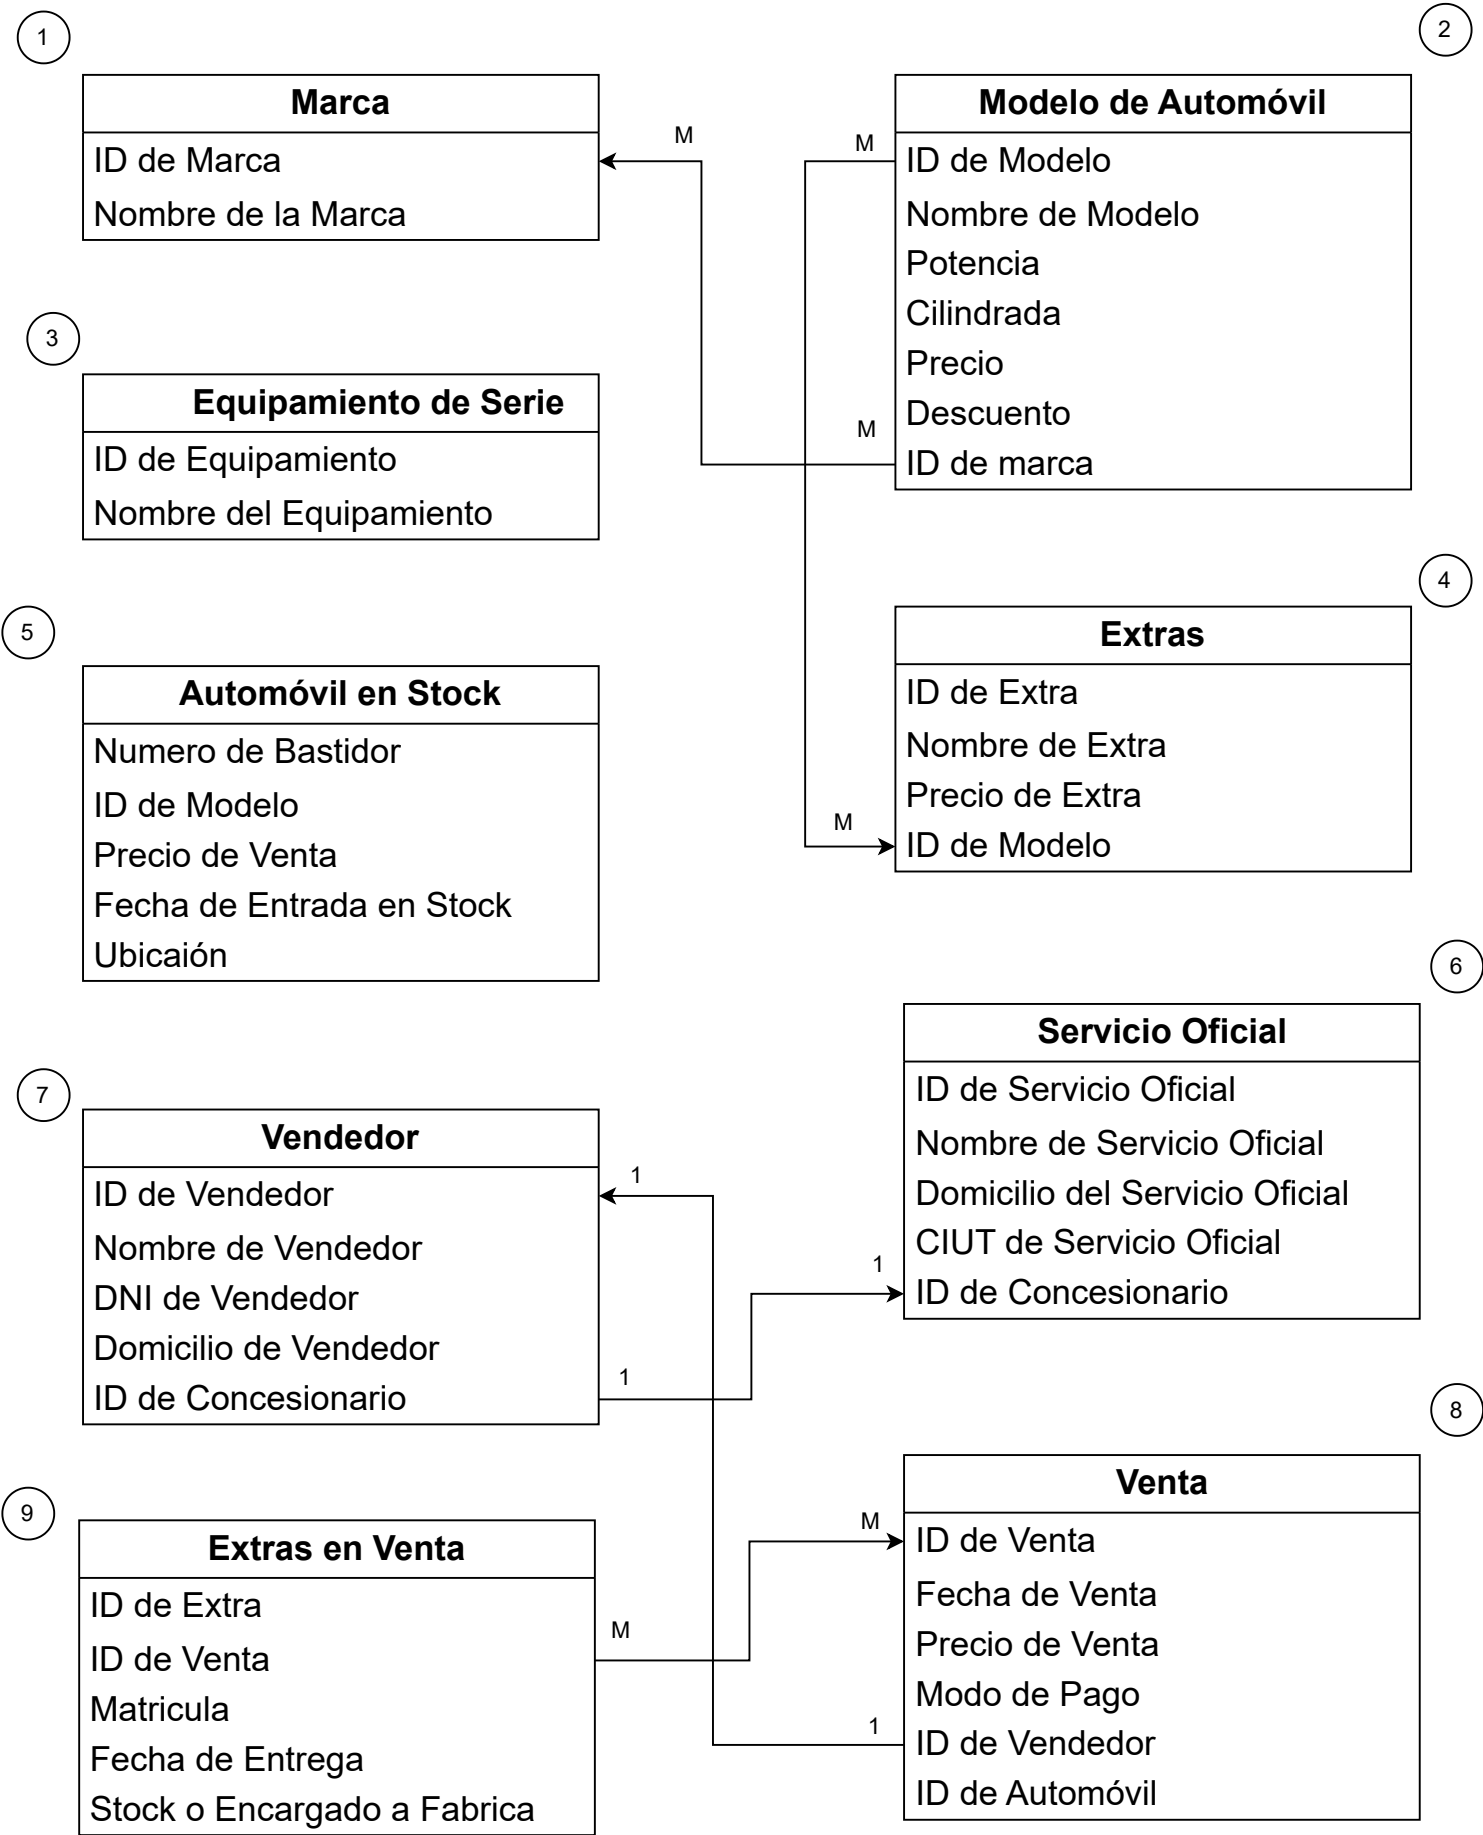 1
2
Marca
ID de Marca
Nombre de la Marca
M
M
Modelo de Automóvil
ID de Modelo
Nombre de Modelo
Potencia
Cilindrada
Precio
Descuento
M
ID de marca
3
Equipamiento de Serie
ID de Equipamiento
Nombre del Equipamiento
4
Extras
ID de Extra
Nombre de Extra
Precio de Extra
M
ID de Modelo
5
Automóvil en Stock
Numero de Bastidor
ID de Modelo
Precio de Venta
Fecha de Entrada en Stock
Ubicaión
6
Servicio Oficial
ID de Servicio Oficial
Nombre de Servicio Oficial
Domicilio del Servicio Oficial
CIUT de Servicio Oficial
1
ID de Concesionario
7
Vendedor
1
ID de Vendedor
Nombre de Vendedor
DNI de Vendedor
Domicilio de Vendedor
ID de Concesionario
1
8
Venta
M
ID de Venta
Fecha de Venta
Precio de Venta
Modo de Pago
1
ID de Vendedor
ID de Automóvil
9
Extras en Venta
ID de Extra
M
ID de Venta
Matricula
Fecha de Entrega
Stock o Encargado a Fabrica